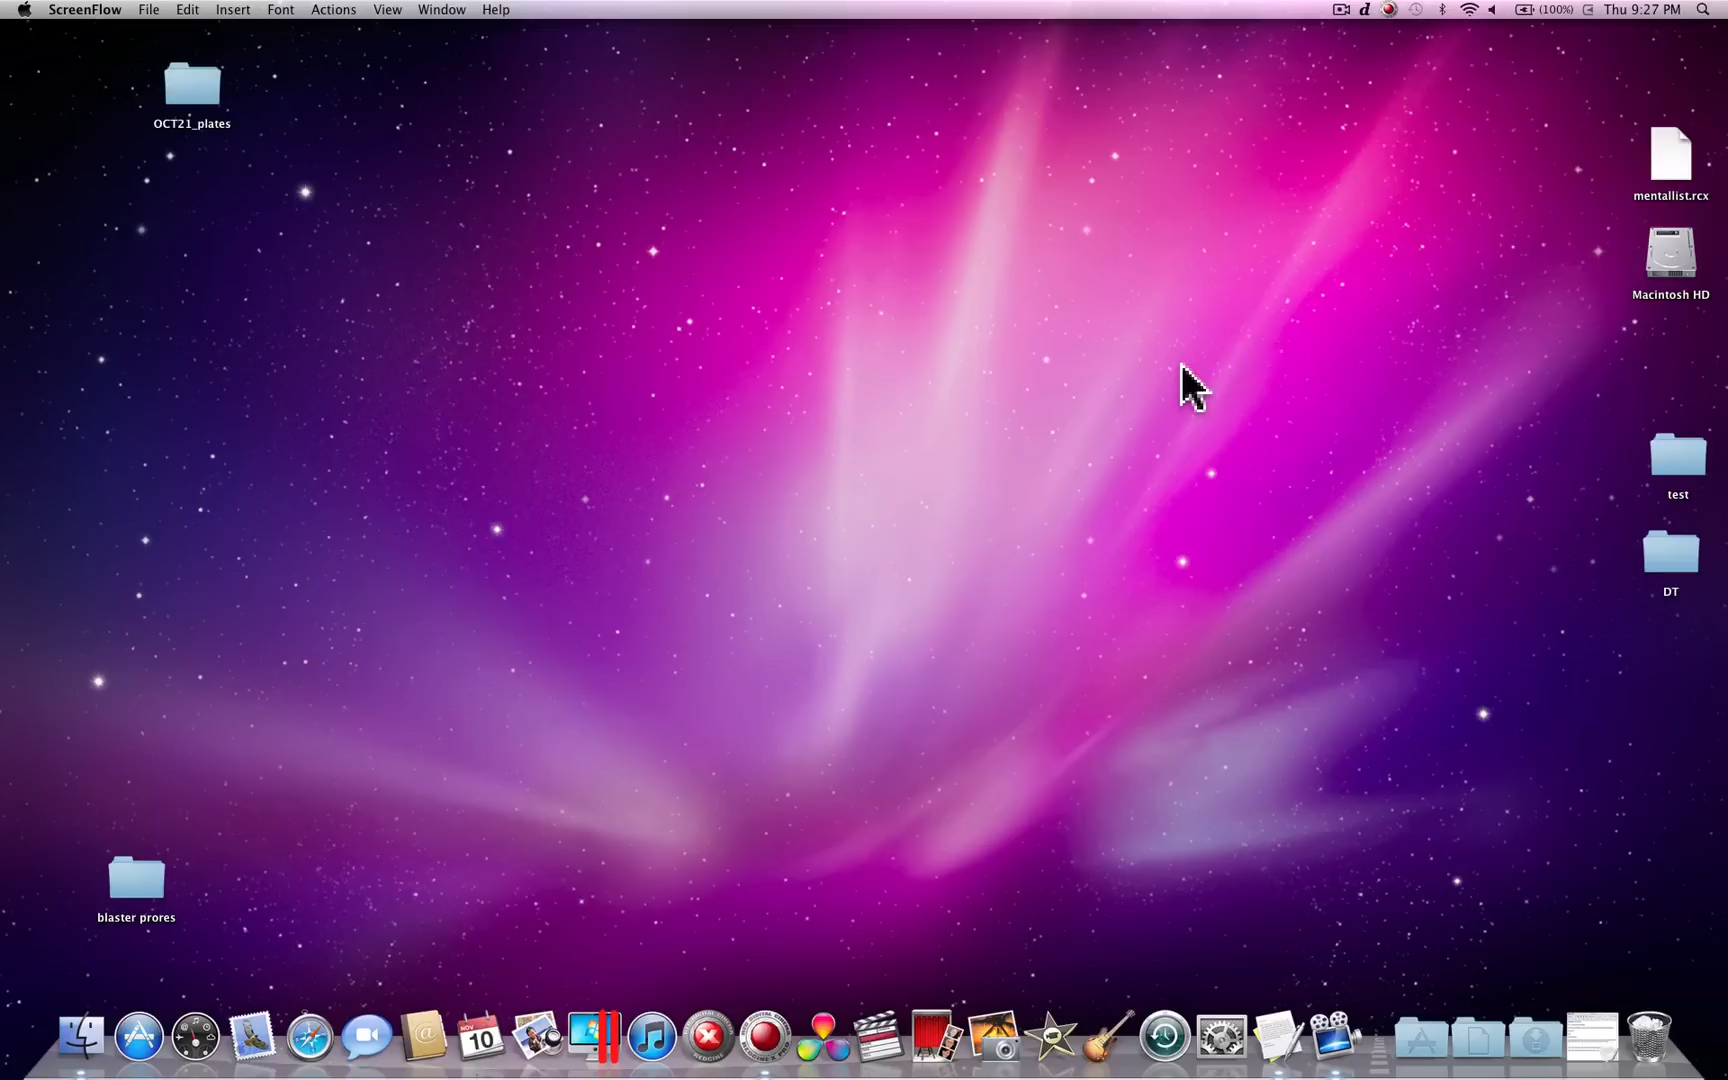 ScreenFlow File Edit Insert Font Actions View Window Help d (100%) Thu 9:27 PM
OCT21_plates
mentallist.rcx
Macintosh HD
test
DT
blaster prores
NOV
10